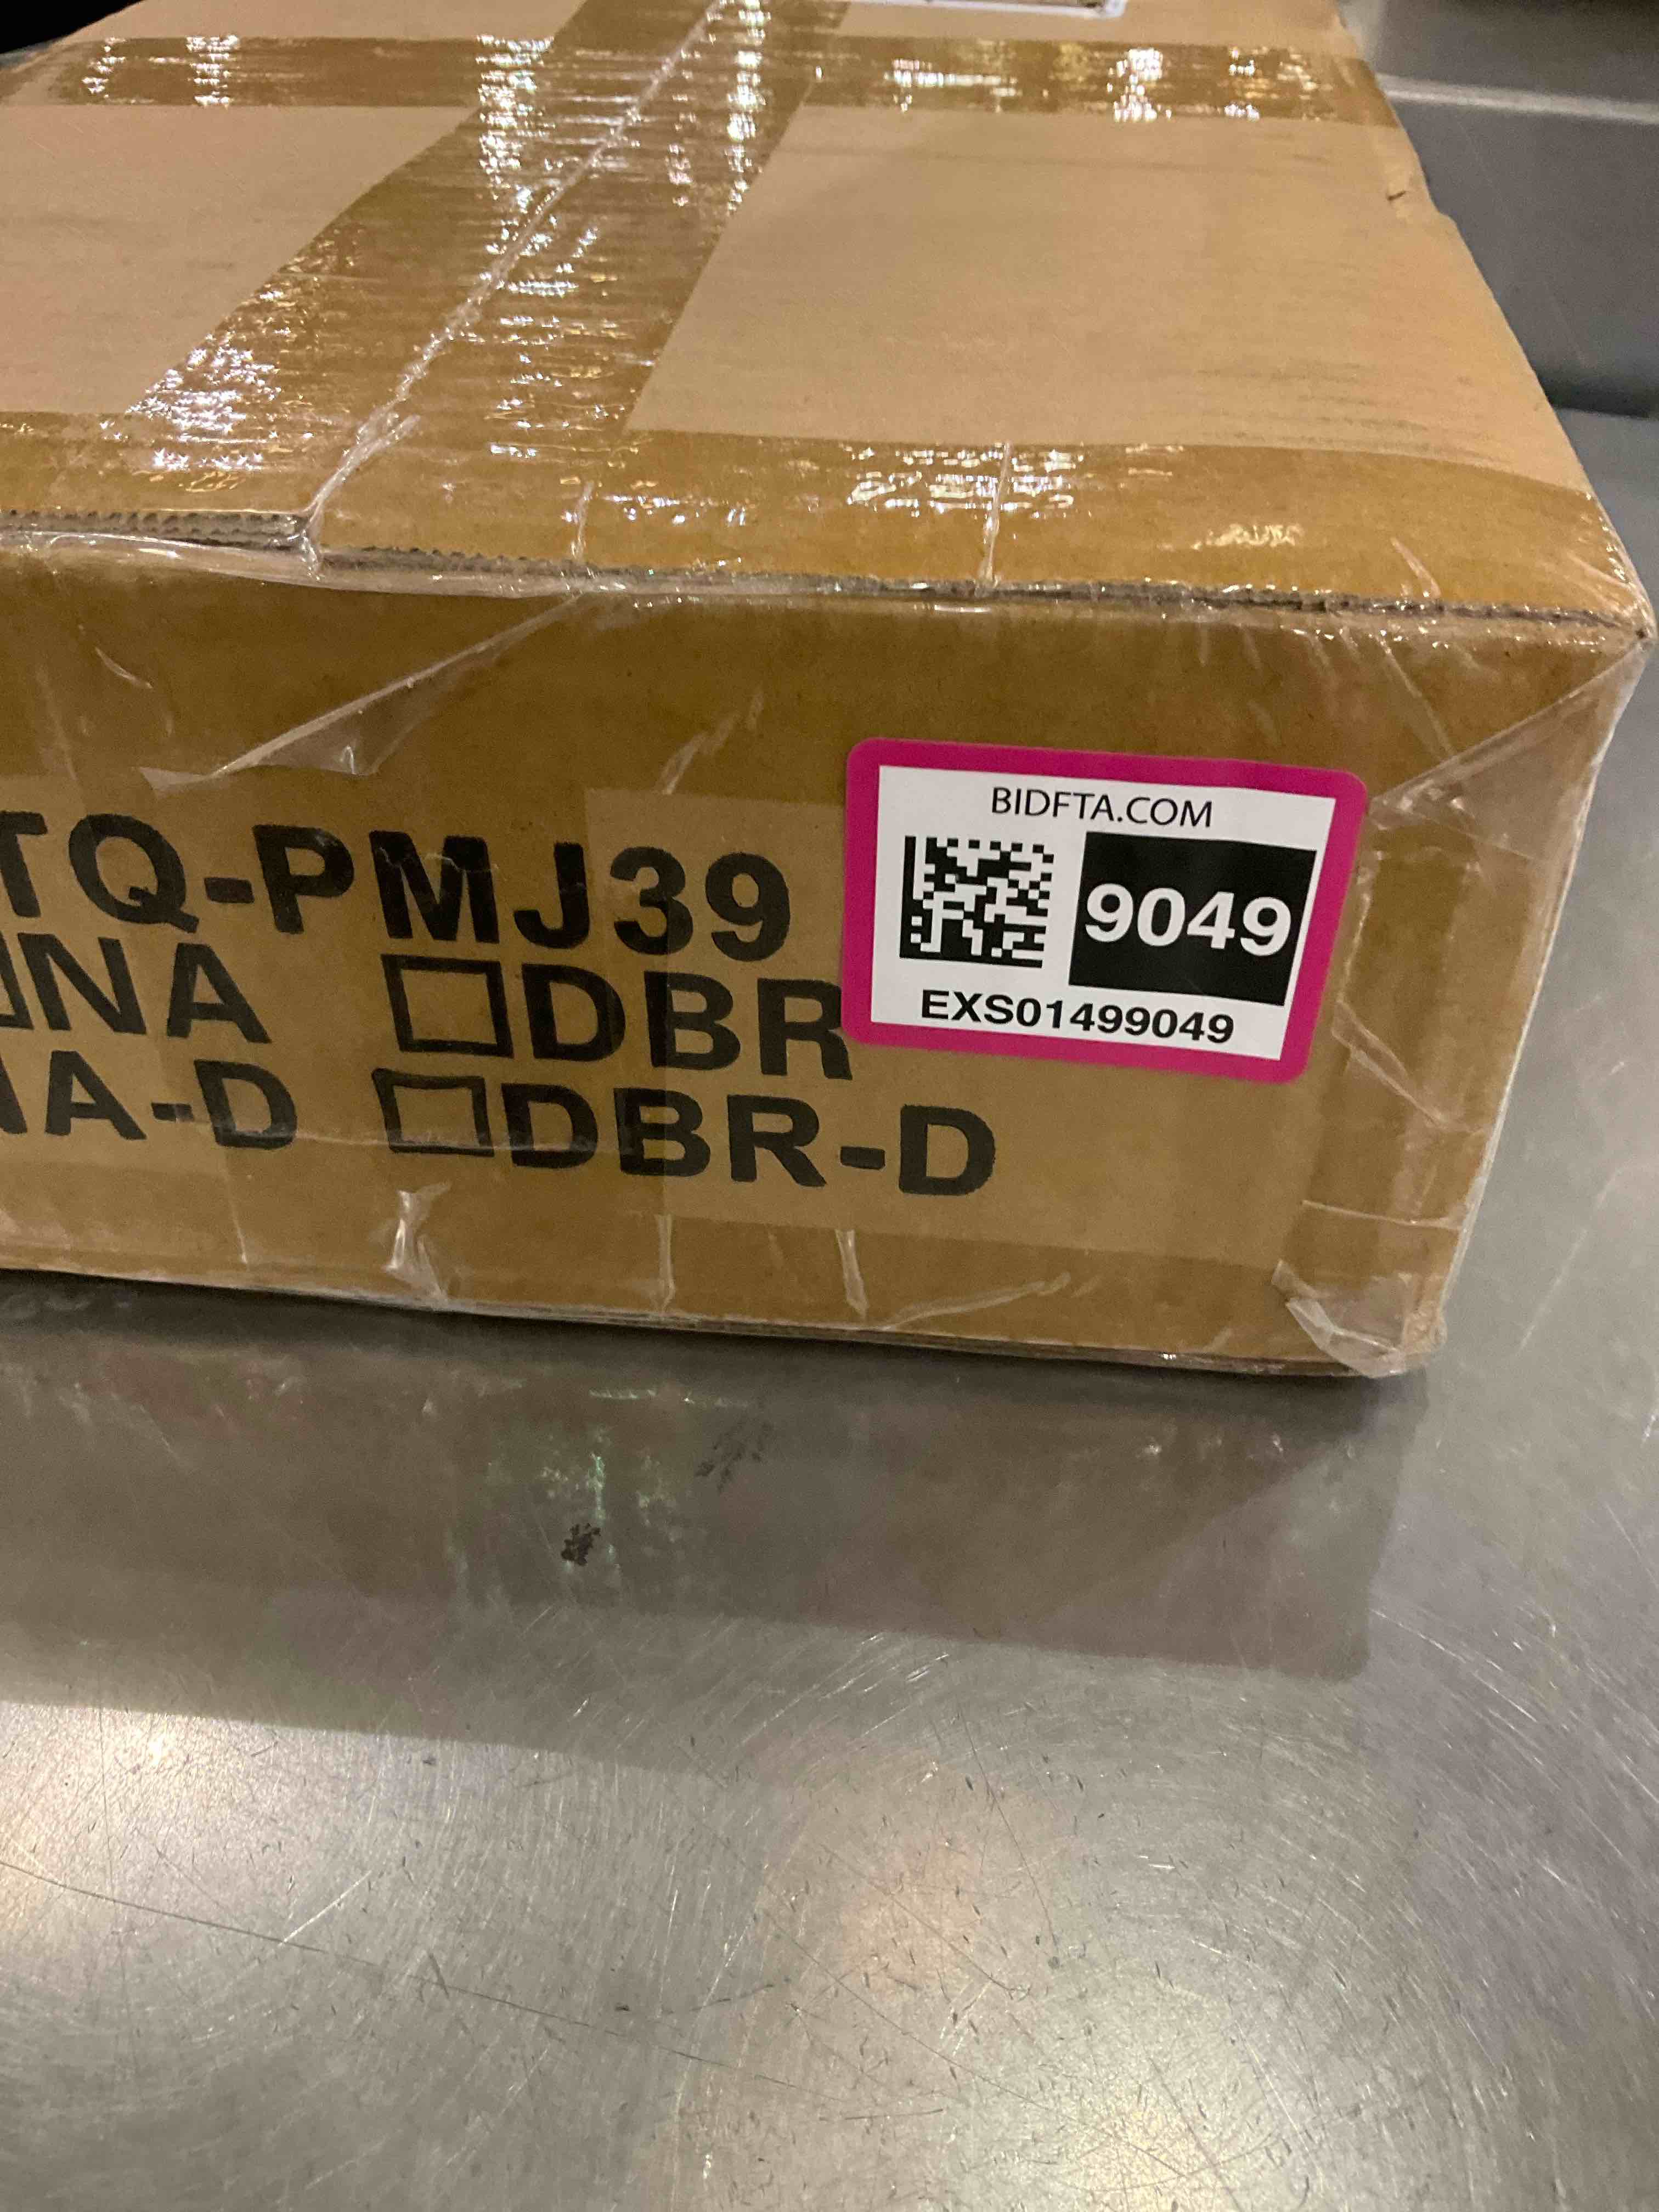 TQ-PMJ39
NA □DBR
A-D □DBR-D
BIDFTA.COM
9049
EXS01499049